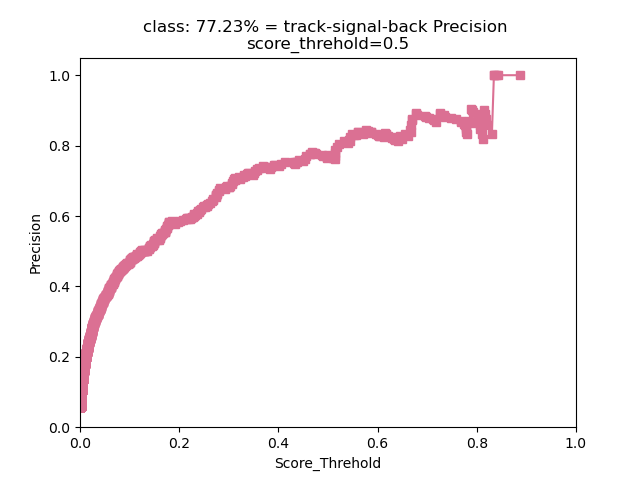 class: 77.23% = track-signal-back Precision
score_threhold=0.5
1.0
0.8
0.6
0.4
0.2
0.0
Precision
0.0 0.2 0.4 0.6 0.8 1.0
Score_Threhold